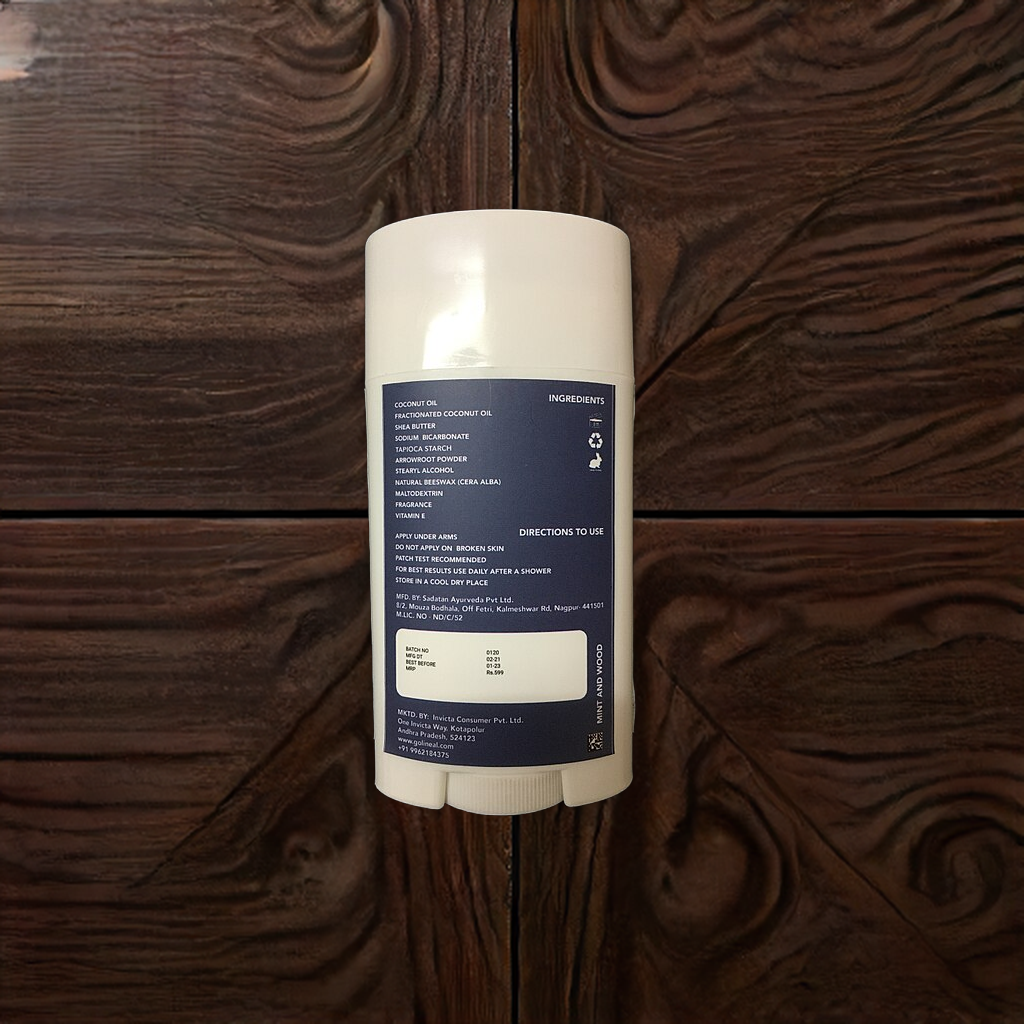 INGREDIENTS
COCONUT OIL
FRACTIONATED COCONUT OIL
SHEA BUTTER
SODIUM BICARBONATE
TAPIOCA STARCH
ARROWROOT POWDER
STEARYL ALCOHOL
NATURAL BEESWAX (CERA ALBA)
MALTODEXTRIN
FRAGRANCE
VITAMIN E
DIRECTIONS TO USE
APPLY UNDER ARMS
DO NOT APPLY ON BROKEN SKIN
PATCH TEST RECOMMENDED
FOR BEST RESULTS USE DAILY AFTER A SHOWER
STORE IN A COOL DRY PLACE
MFD. BY: Sadatan Ayurveda Pvt Ltd.
8/2, Mouza Bodhala, Off Fetri, Kalmeshwar Rd, Nagpur- 441501
M.LIC. NO - ND/C/52
BATCH NO 0120
MFG DT 02-21
BEST BEFORE 01-23
MRP Rs.599
MINT AND WOOD
MKTD. BY: Invicta Consumer Pvt. Ltd.
One Invicta Way, Kotapolur
Andhra Pradesh, 524123
www.golineal.com
+91 9962184375